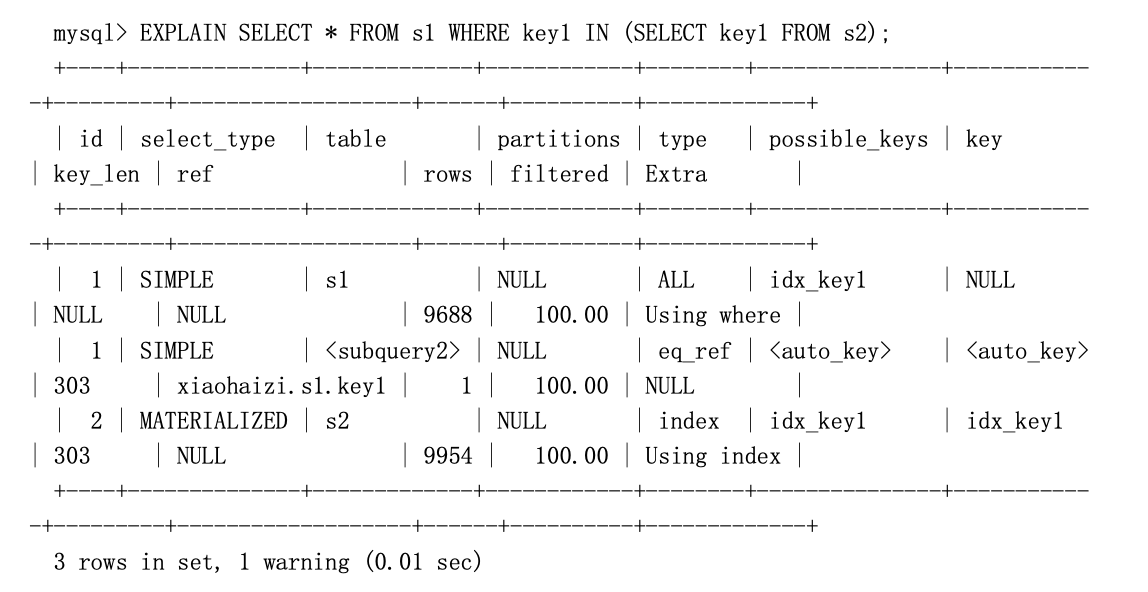 mysql> EXPLAIN SELECT * FROM s1 WHERE key1 IN (SELECT key1 FROM s2);
+----+--------------+-------------+------------+--------+---------------+-----------
-+---------+------------------+------+----------+-------------+
| id | select_type | table | partitions | type | possible_keys | key
| key_len | ref | rows | filtered | Extra |
+----+--------------+-------------+------------+--------+---------------+-----------
-+---------+------------------+------+----------+-------------+
| 1 | SIMPLE | s1 | NULL | ALL | idx_key1 | NULL
| NULL | NULL | 9688 | 100.00 | Using where |
| 1 | SIMPLE | <subquery2> | NULL | eq_ref | <auto_key> | <auto_key>
| 303 | xiaohaizi.s1.key1 | 1 | 100.00 | NULL |
| 2 | MATERIALIZED | s2 | NULL | index | idx_key1 | idx_key1
| 303 | NULL | 9954 | 100.00 | Using index |
+----+--------------+-------------+------------+--------+---------------+-----------
-+---------+------------------+------+----------+-------------+
3 rows in set, 1 warning (0.01 sec)